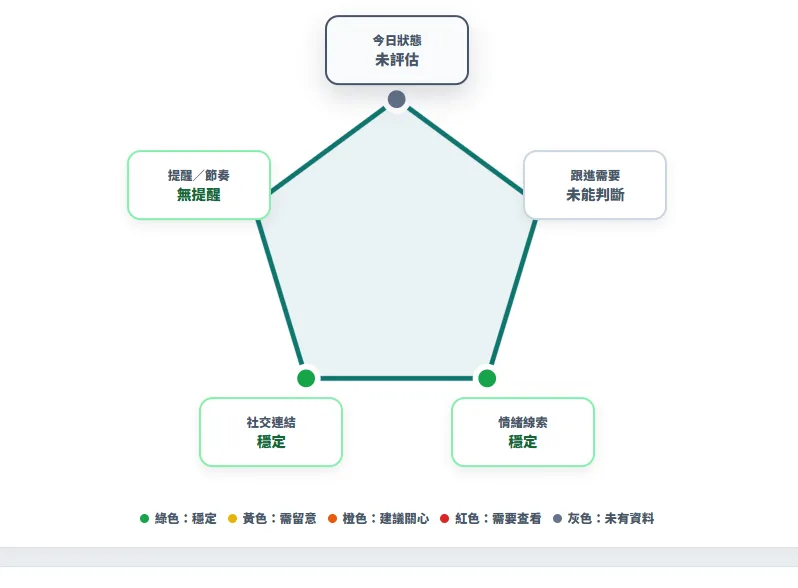 今日狀態
未評估
提醒／節奏
無提醒
跟進需要
未能判斷
社交連結
穩定
情緒線索
穩定
綠色：穩定
黃色：需留意
橙色：建議關心
紅色：需要查看
灰色：未有資料